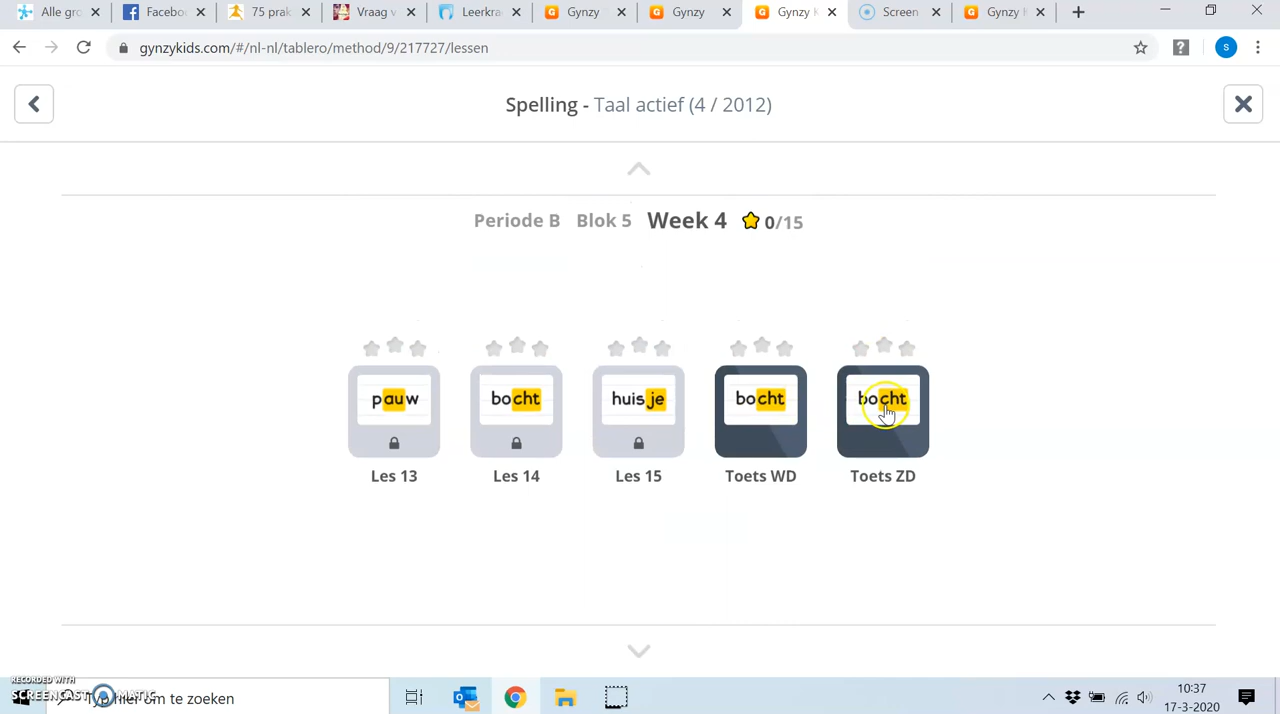 Alle gro
Facebo
75 prak
Vraag v
Leerkra
Gynzy
Gynzy
Gynzy K
Screen
Gynzy I
gynzykids.com/#/nl-nl/tablero/method/9/217727/lessen
S
Spelling - Taal actief (4 / 2012)
Periode B Blok 5 Week 4 0/15
pauw bocht huisje bocht bocht
Les 13 Les 14 Les 15 Toets WD Toets ZD
RECORDED WITH
SCREENCAST MATIC
Typ hier om te zoeken
10:37
17-3-2020